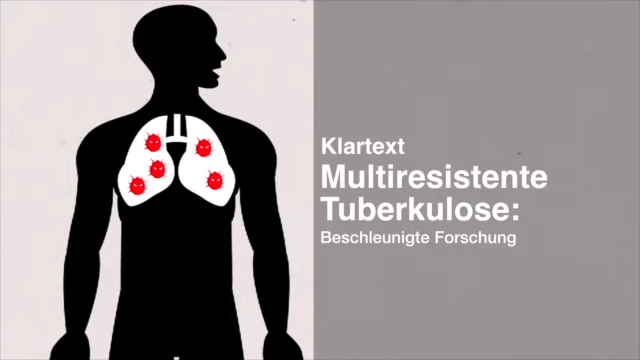 Klartext
Multiresistente
Tuberkulose:
Beschleunigte Forschung